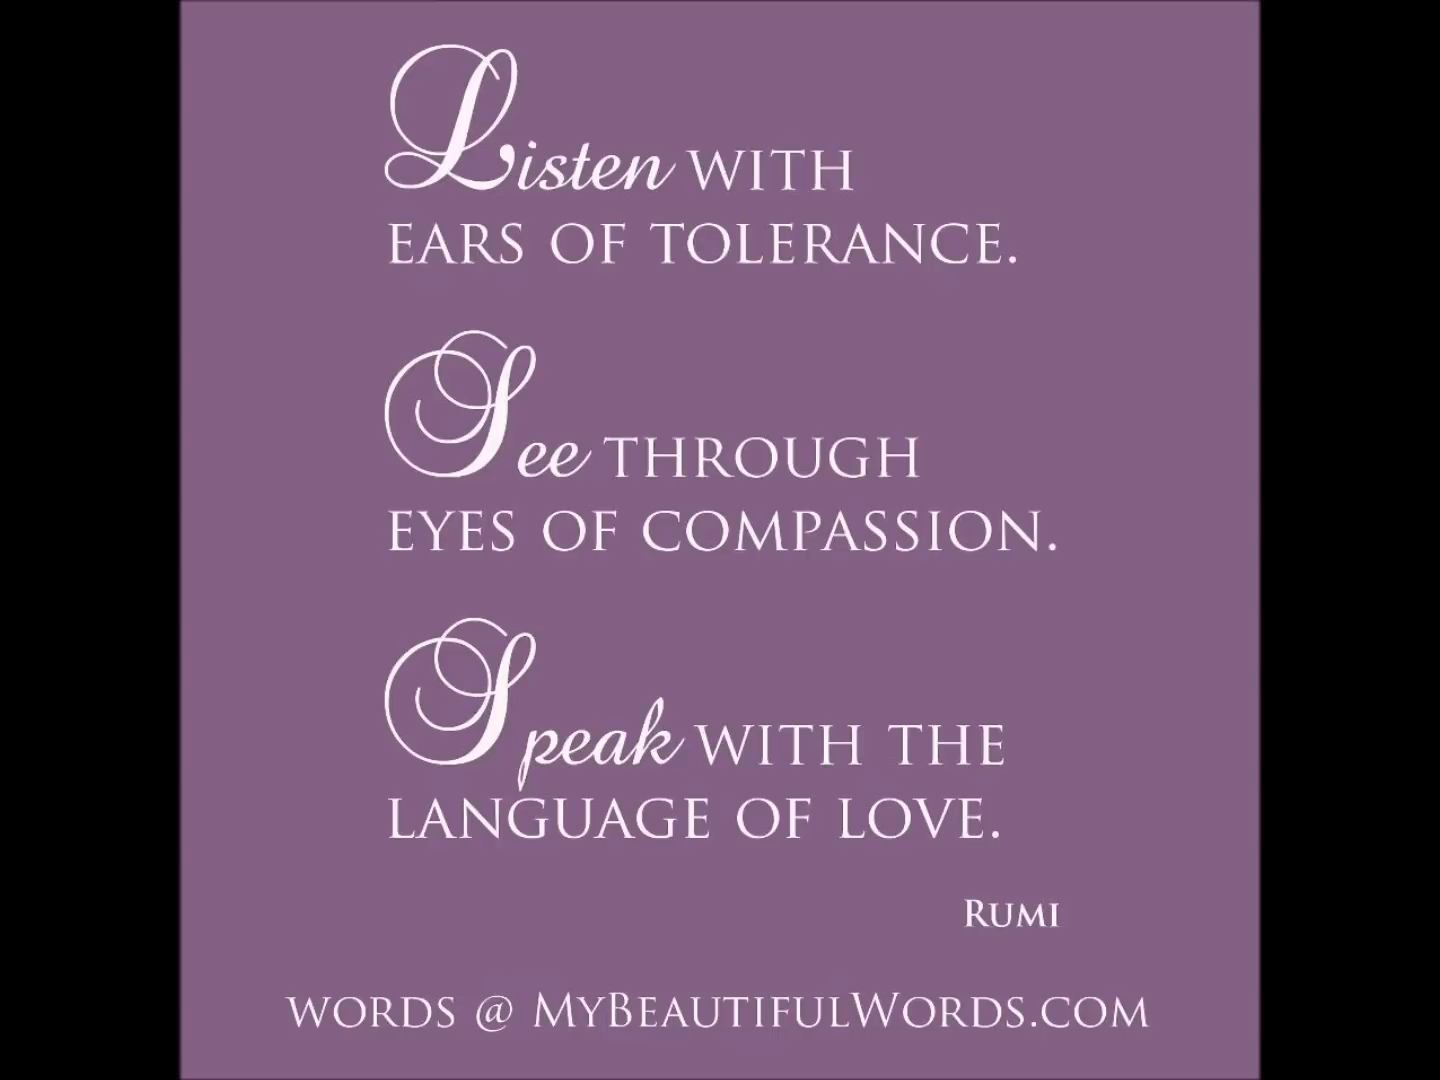 Listen WITH
EARS OF TOLERANCE.
See THROUGH
EYES OF COMPASSION.
Speak WITH THE
LANGUAGE OF LOVE.
RUMI
WORDS @ MYBEAUTIFULWORDS.COM